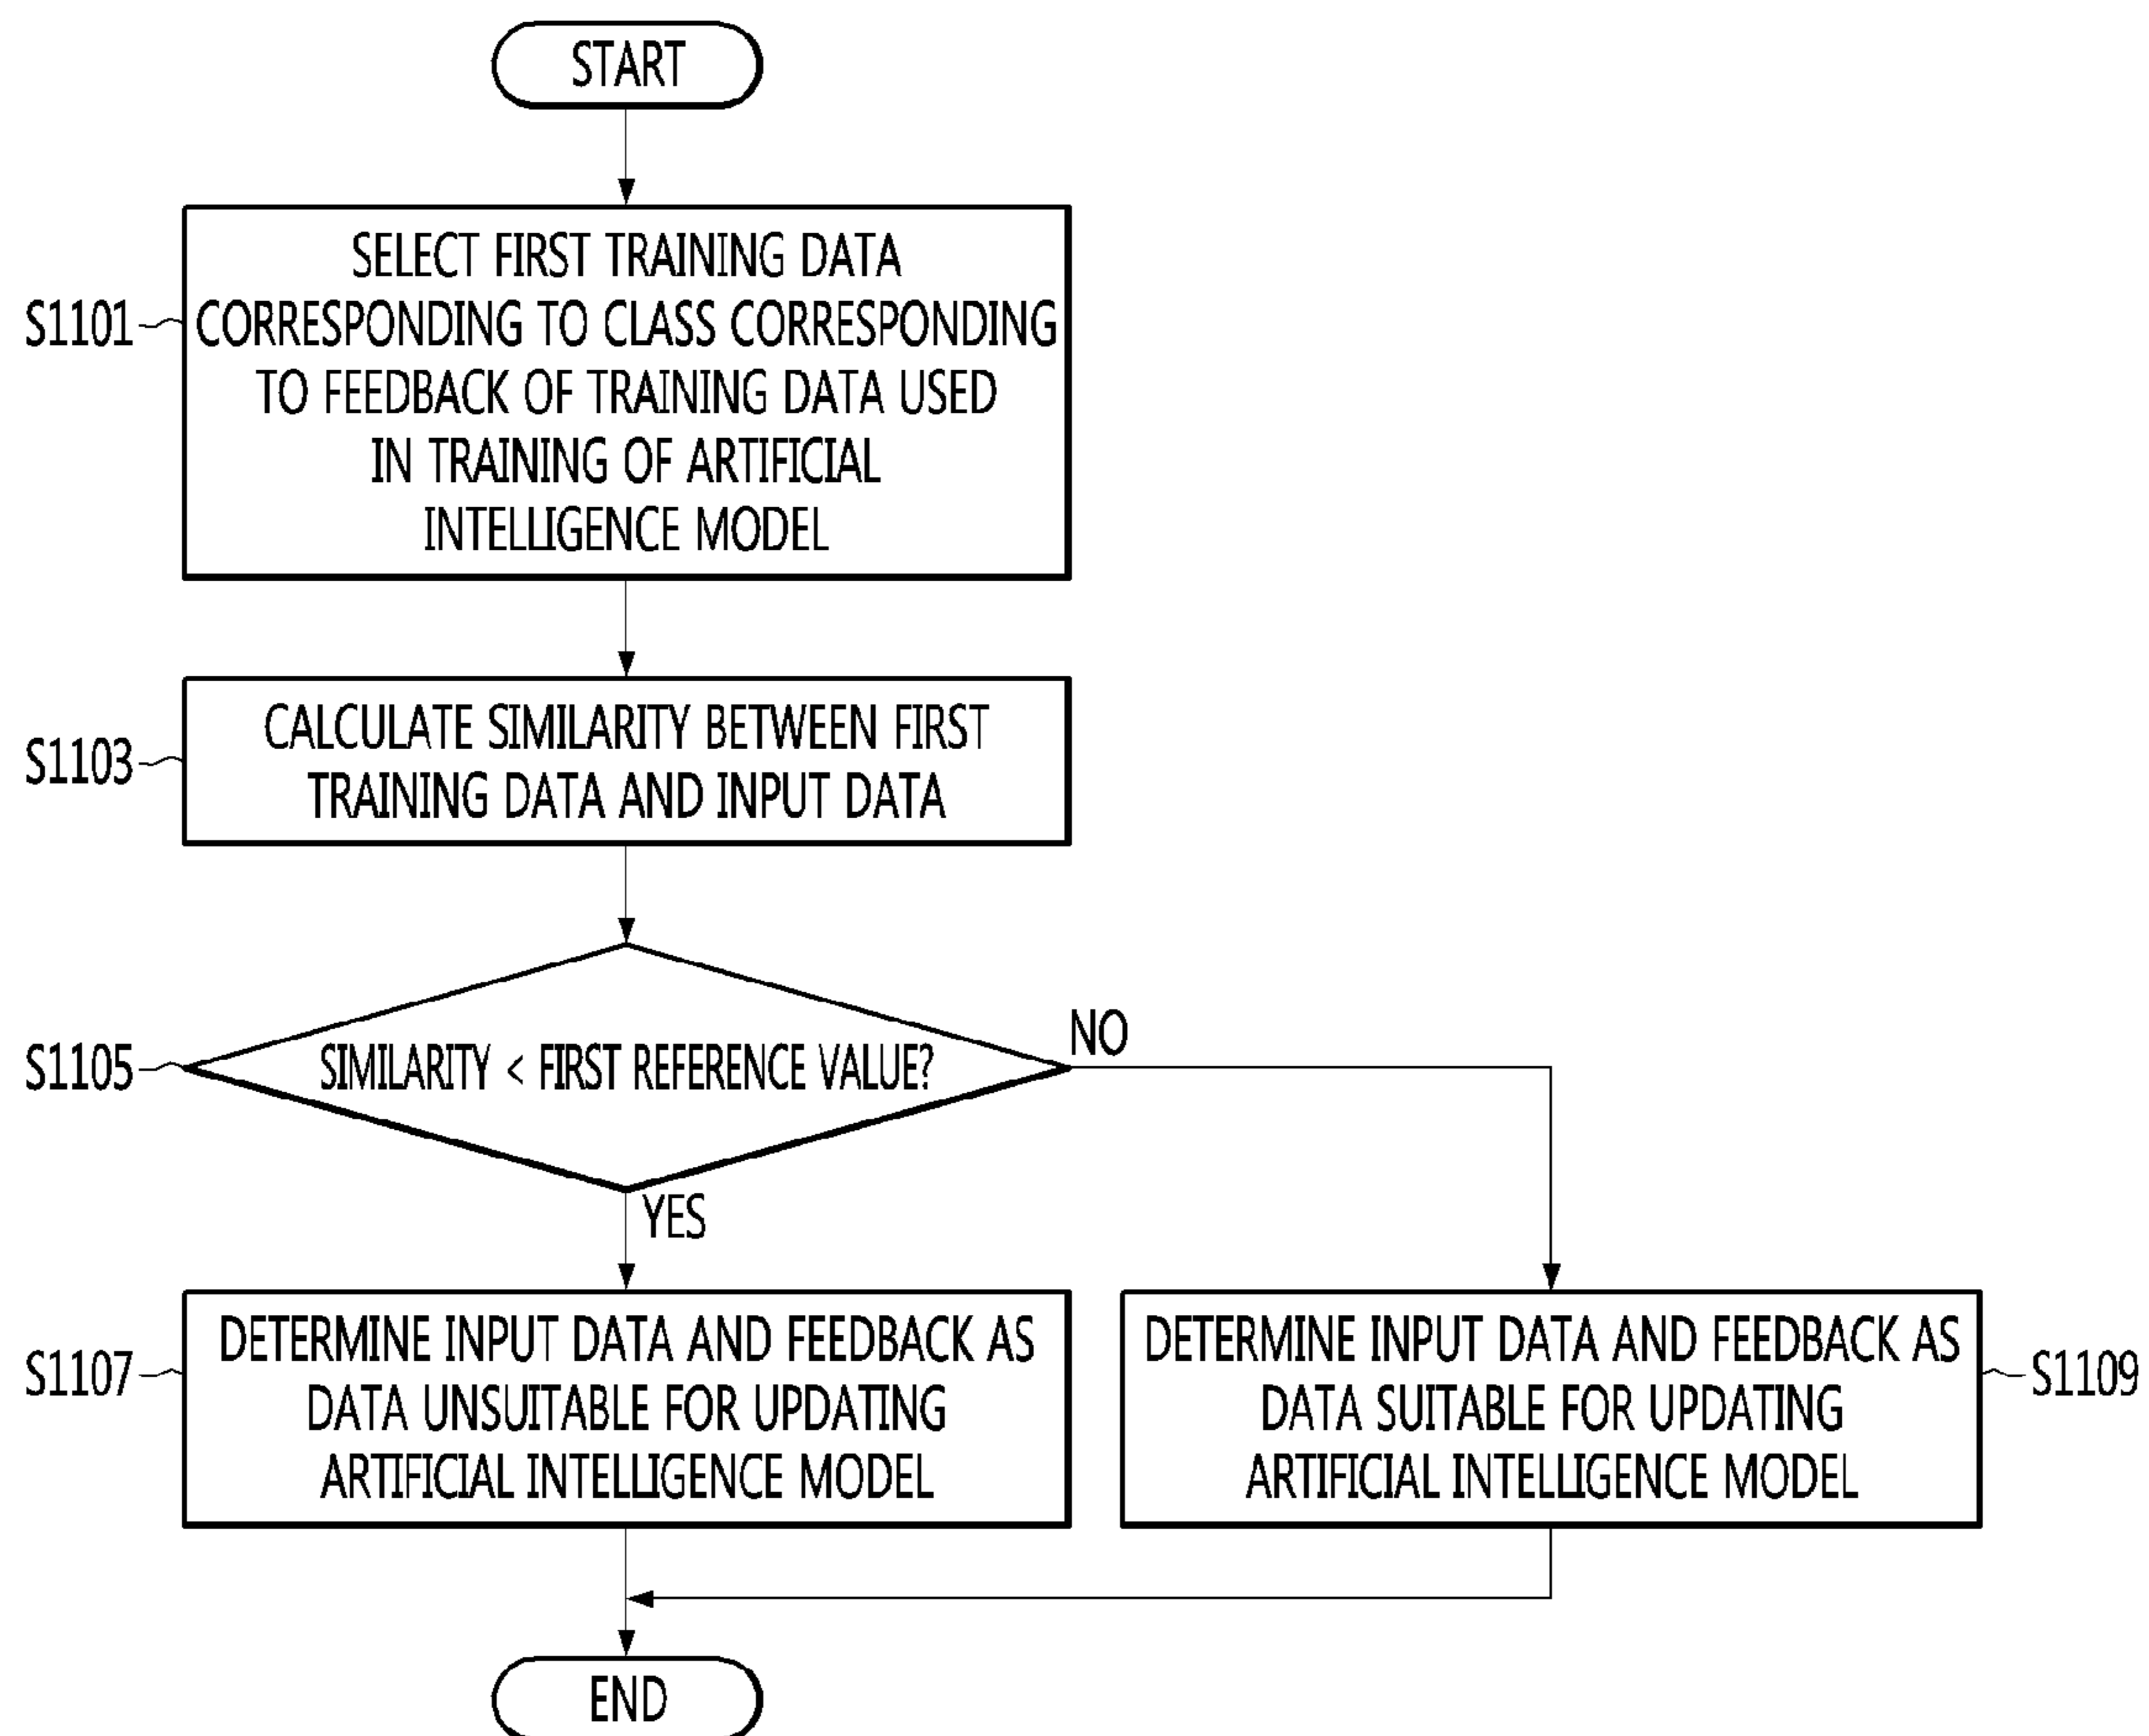 START
S1101
SELECT FIRST TRAINING DATA
CORRESPONDING TO CLASS CORRESPONDING
TO FEEDBACK OF TRAINING DATA USED
IN TRAINING OF ARTIFICIAL
INTELLIGENCE MODEL
S1103
CALCULATE SIMILARITY BETWEEN FIRST
TRAINING DATA AND INPUT DATA
S1105
SIMILARITY < FIRST REFERENCE VALUE?
NO
YES
S1107
DETERMINE INPUT DATA AND FEEDBACK AS
DATA UNSUITABLE FOR UPDATING
ARTIFICIAL INTELLIGENCE MODEL
DETERMINE INPUT DATA AND FEEDBACK AS
DATA SUITABLE FOR UPDATING
ARTIFICIAL INTELLIGENCE MODEL
S1109
END